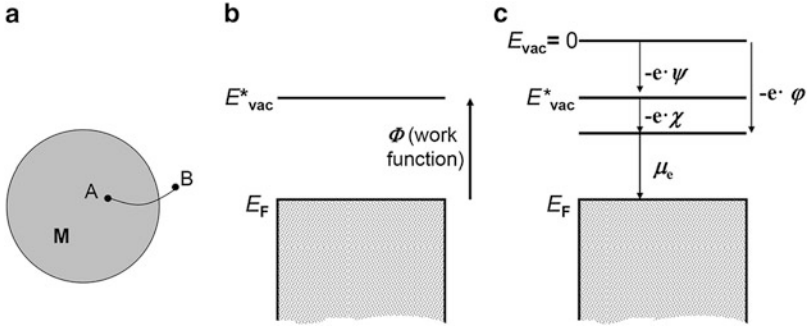 a
A
B
M
b
E*vac
Φ (work
function)
EF
c
Evac= 0
-e· ψ
E*vac
-e· φ
-e· χ
μe
EF